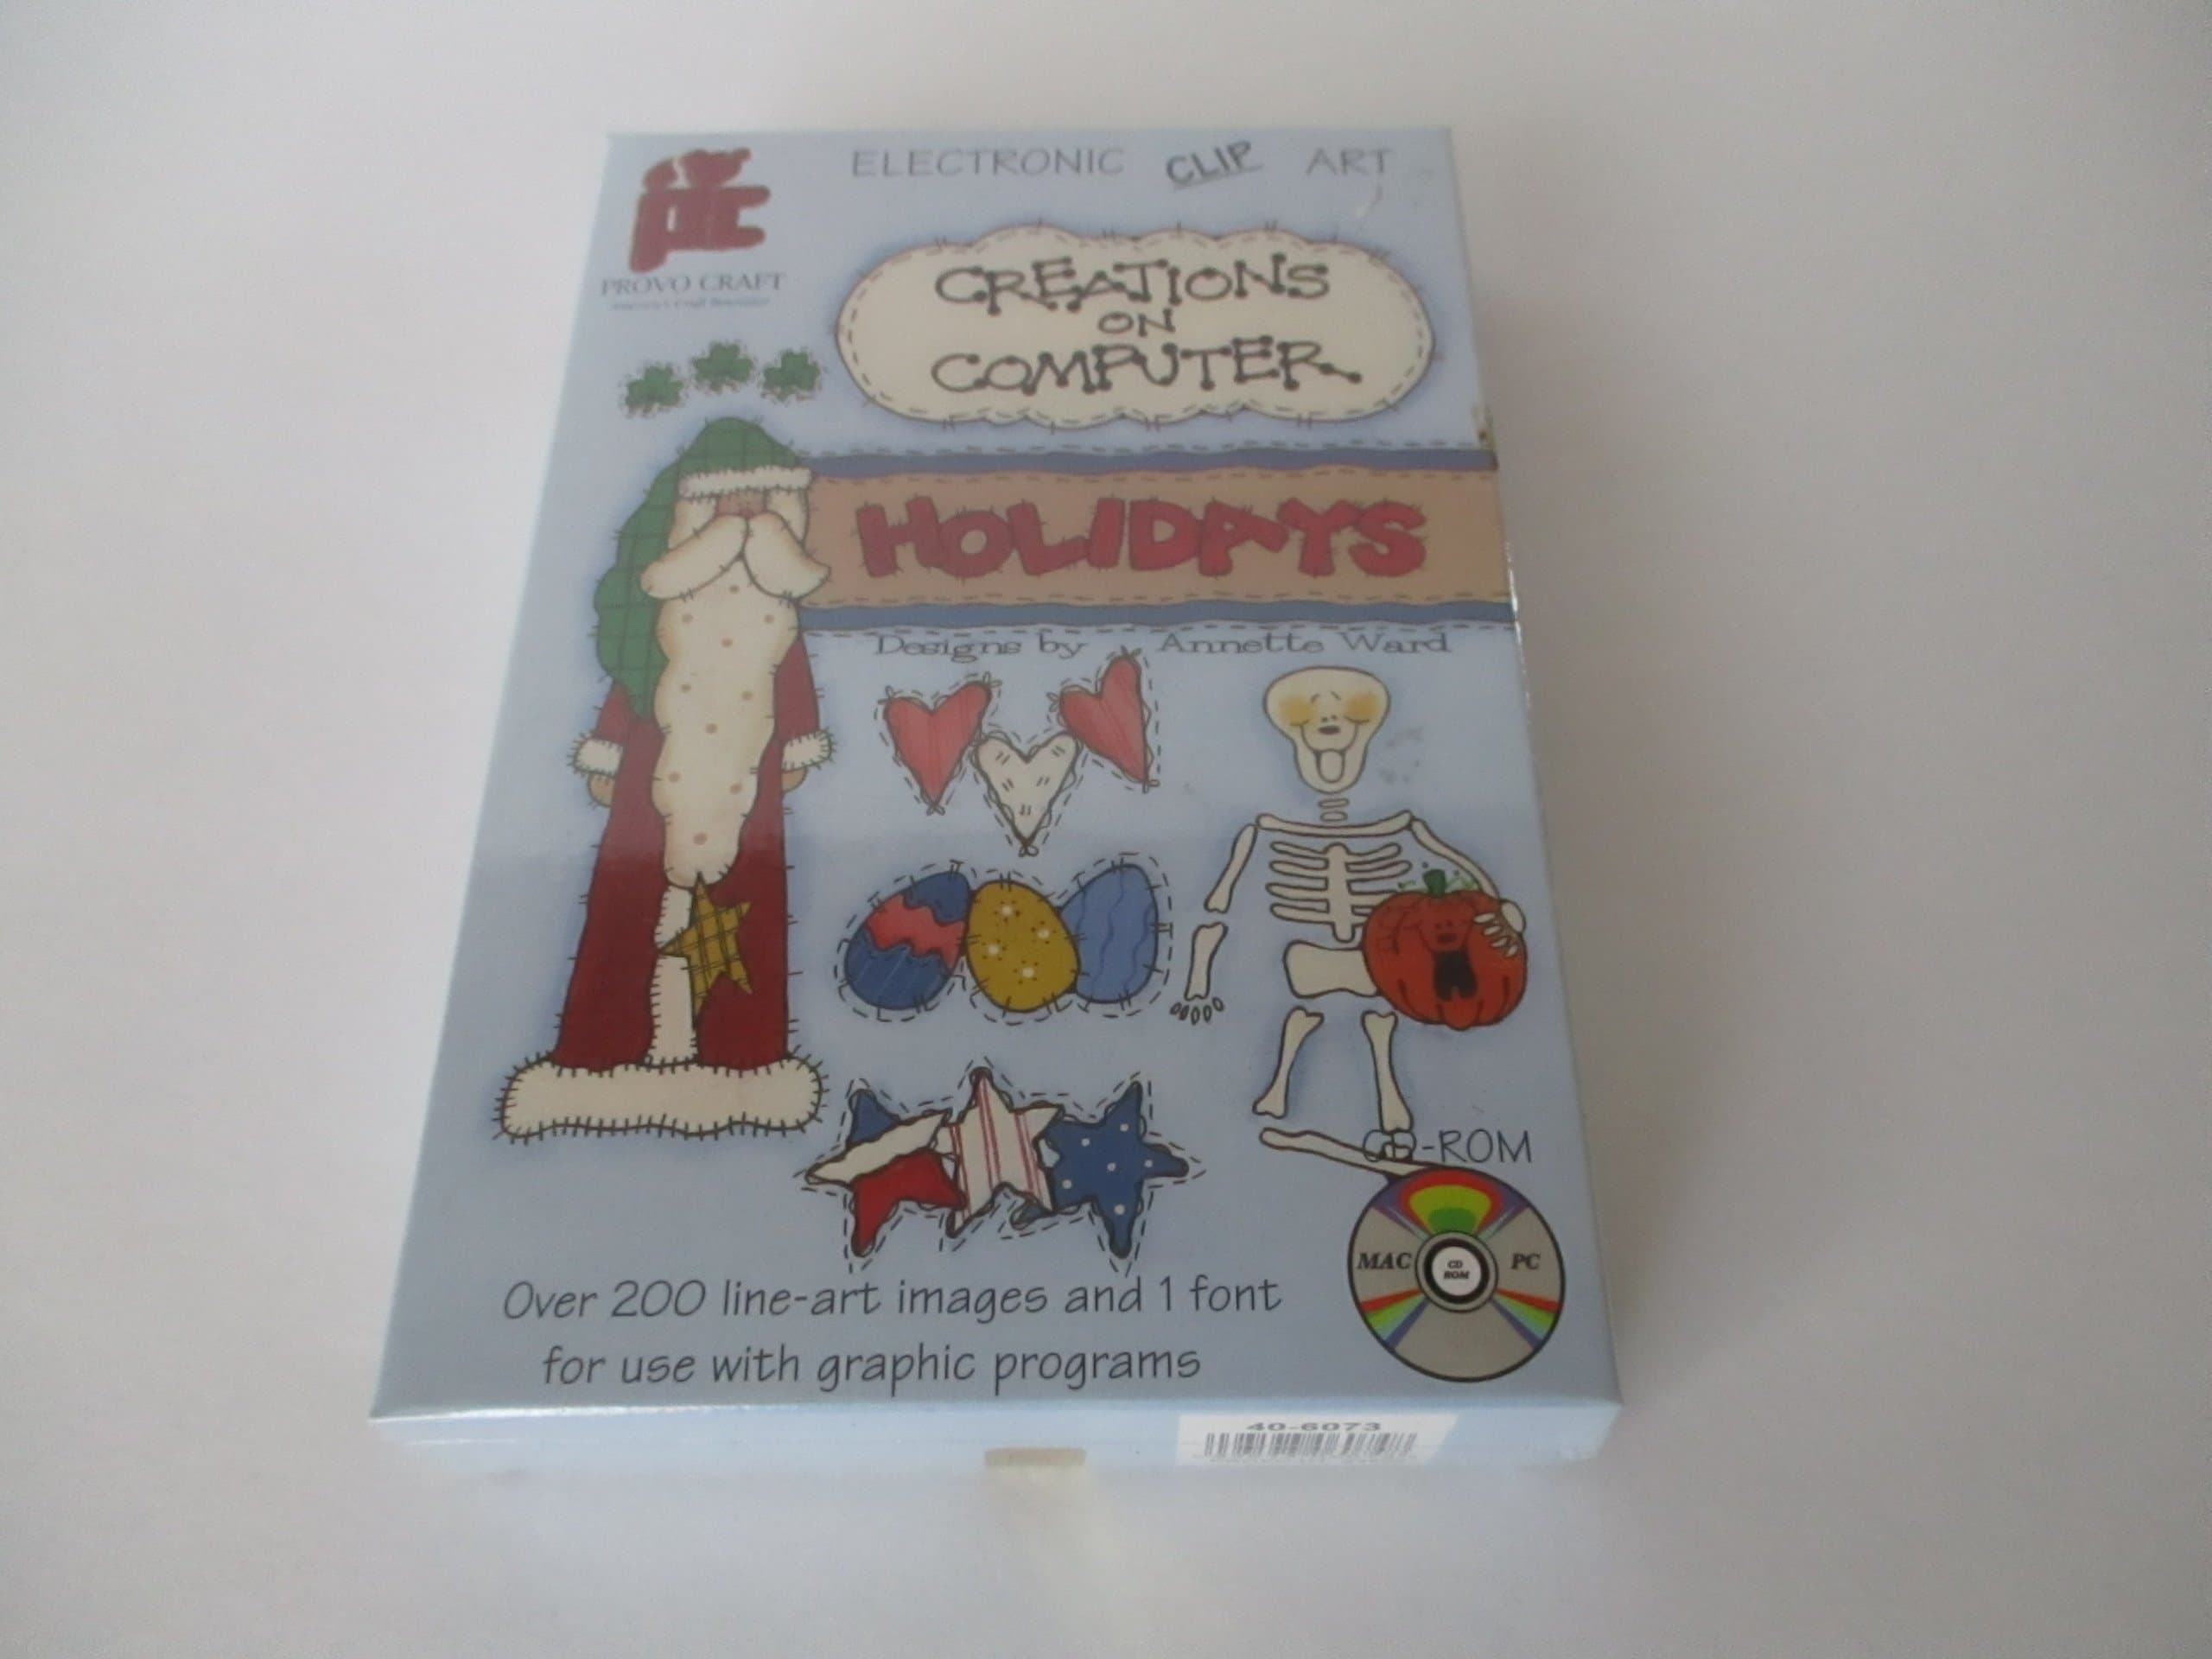 ELECTRONIC CLIP ART
PROVO CRAFT
CREATIONS
ON
COMPUTER
HOLIDAYS
Designs by Annette Ward
CD-ROM
MAC CD ROM PC
Over 200 line-art images and 1 font
for use with graphic programs
40-6073